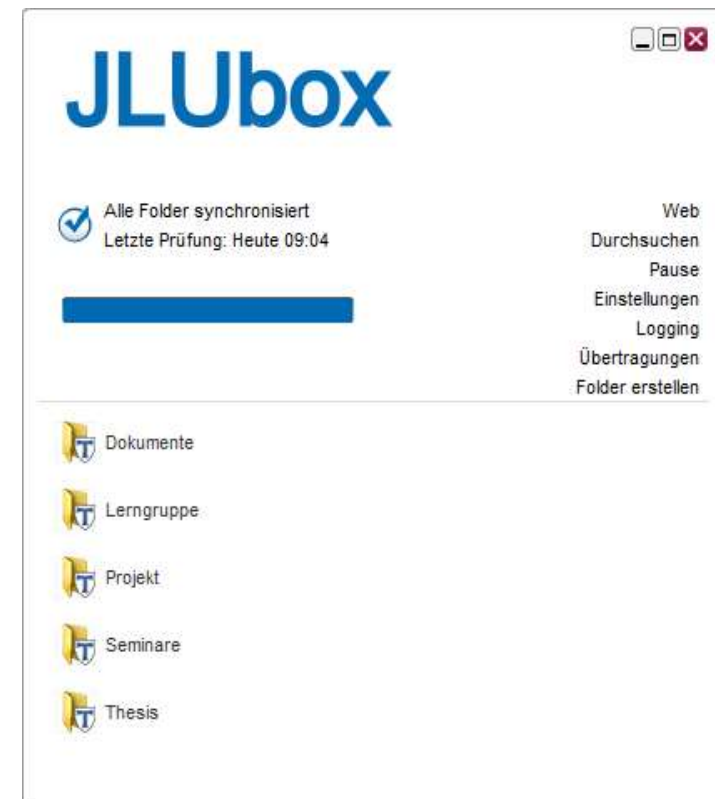 JLUbox
Alle Folder synchronisiert
Letzte Prüfung: Heute 09:04
Web
Durchsuchen
Pause
Einstellungen
Logging
Übertragungen
Folder erstellen
T Dokumente
T Lerngruppe
T Projekt
T Seminare
T Thesis